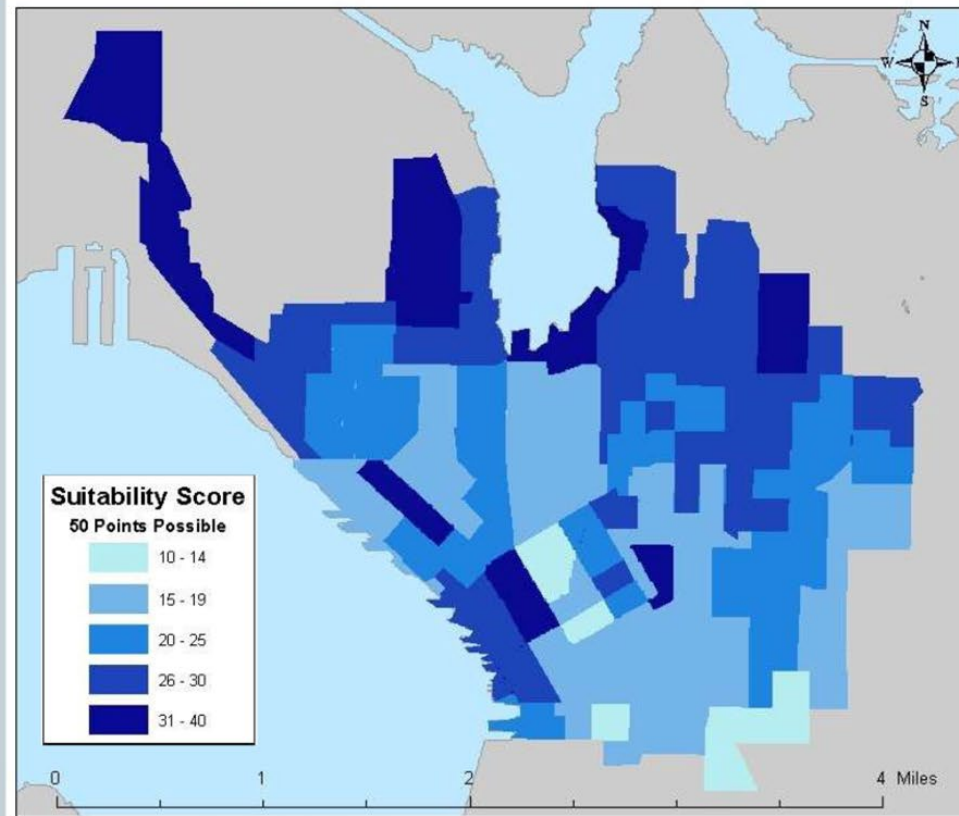 N
W
S
Suitability Score
50 Points Possible
10 - 14
15 - 19
20 - 25
26 - 30
31 - 40
0 1 2 4 Miles